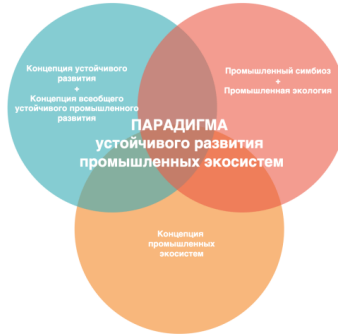 Концепция устойчивого
развития
+
Концепция всеобщего
устойчивого промышленного
развития
Промышленный симбиоз
+
Промышленная экология
ПАРАДИГМА
устойчивого развития
промышленных экосистем
Концепция
промышленных
экосистем